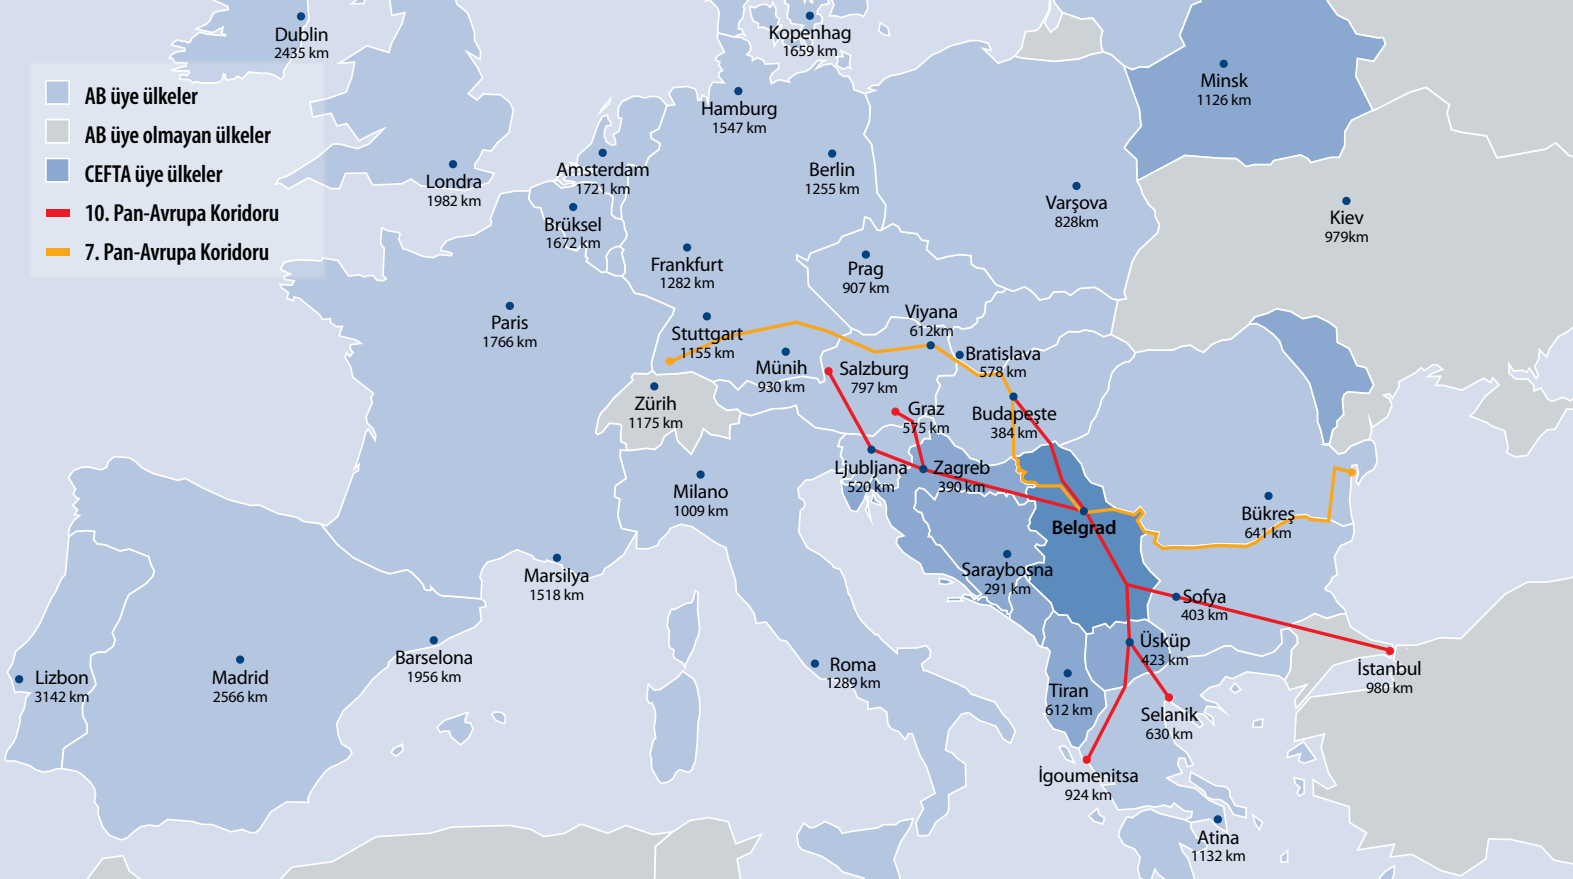 Dublin
2435 km
Kopenhag
1659 km
Minsk
1126 km
AB üye ülkeler
AB üye olmayan ülkeler
CEFTA üye ülkeler
10. Pan-Avrupa Koridoru
7. Pan-Avrupa Koridoru
Hamburg
1547 km
Amsterdam
1721 km
Berlin
1255 km
Londra
1982 km
Varşova
828km
Brüksel
1672 km
Kiev
979km
Frankfurt
1282 km
Prag
907 km
Paris
1766 km
Viyana
612km
Stuttgart
1155 km
Bratislava
578 km
Münih
930 km
Salzburg
797 km
Zürih
1175 km
Graz
575 km
Budapeşte
384 km
Ljubljana
520 km
Zagreb
390 km
Milano
1009 km
Bükreş
641 km
Belgrad
Marsilya
1518 km
Saraybosna
291 km
Sofya
403 km
Üsküp
423 km
Barselona
1956 km
Roma
1289 km
İstanbul
980 km
Lizbon
3142 km
Madrid
2566 km
Tiran
612 km
Selanik
630 km
İgoumenitsa
924 km
Atina
1132 km